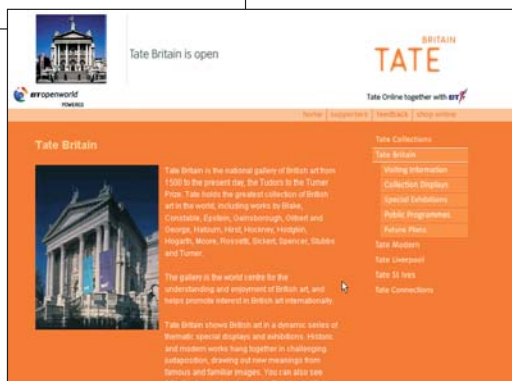 Tate Britain is open
BRITAIN
TATE
BTopenworld
POWERED
Tate Online together with BT
home supporters feedback shop online
Tate Britain
Tate Britain is the national gallery of British art from
1500 to the present day, the Tudors to the Turner
Prize. Tate holds the greatest collection of British
art in the world, including works by Blake,
Constable, Epstein, Gainsborough, Gilbert and
George, Hatoum, Hirst, Hockney, Hodgkin,
Hogarth, Moore, Rossetti, Sickert, Spencer, Stubbs
and Turner.
The gallery is the world centre for the
understanding and enjoyment of British art, and
helps promote interest in British art internationally.
Tate Britain shows British art in a dynamic series of
thematic special displays and exhibitions. Historic
and modern works hang together in challenging
juxtaposition, drawing out new meanings from
famous and familiar images. You can also see
Tate Collections
Tate Britain
Visiting Information
Collection Displays
Special Exhibitions
Public Programmes
Future Plans
Tate Modern
Tate Liverpool
Tate St Ives
Tate Connections